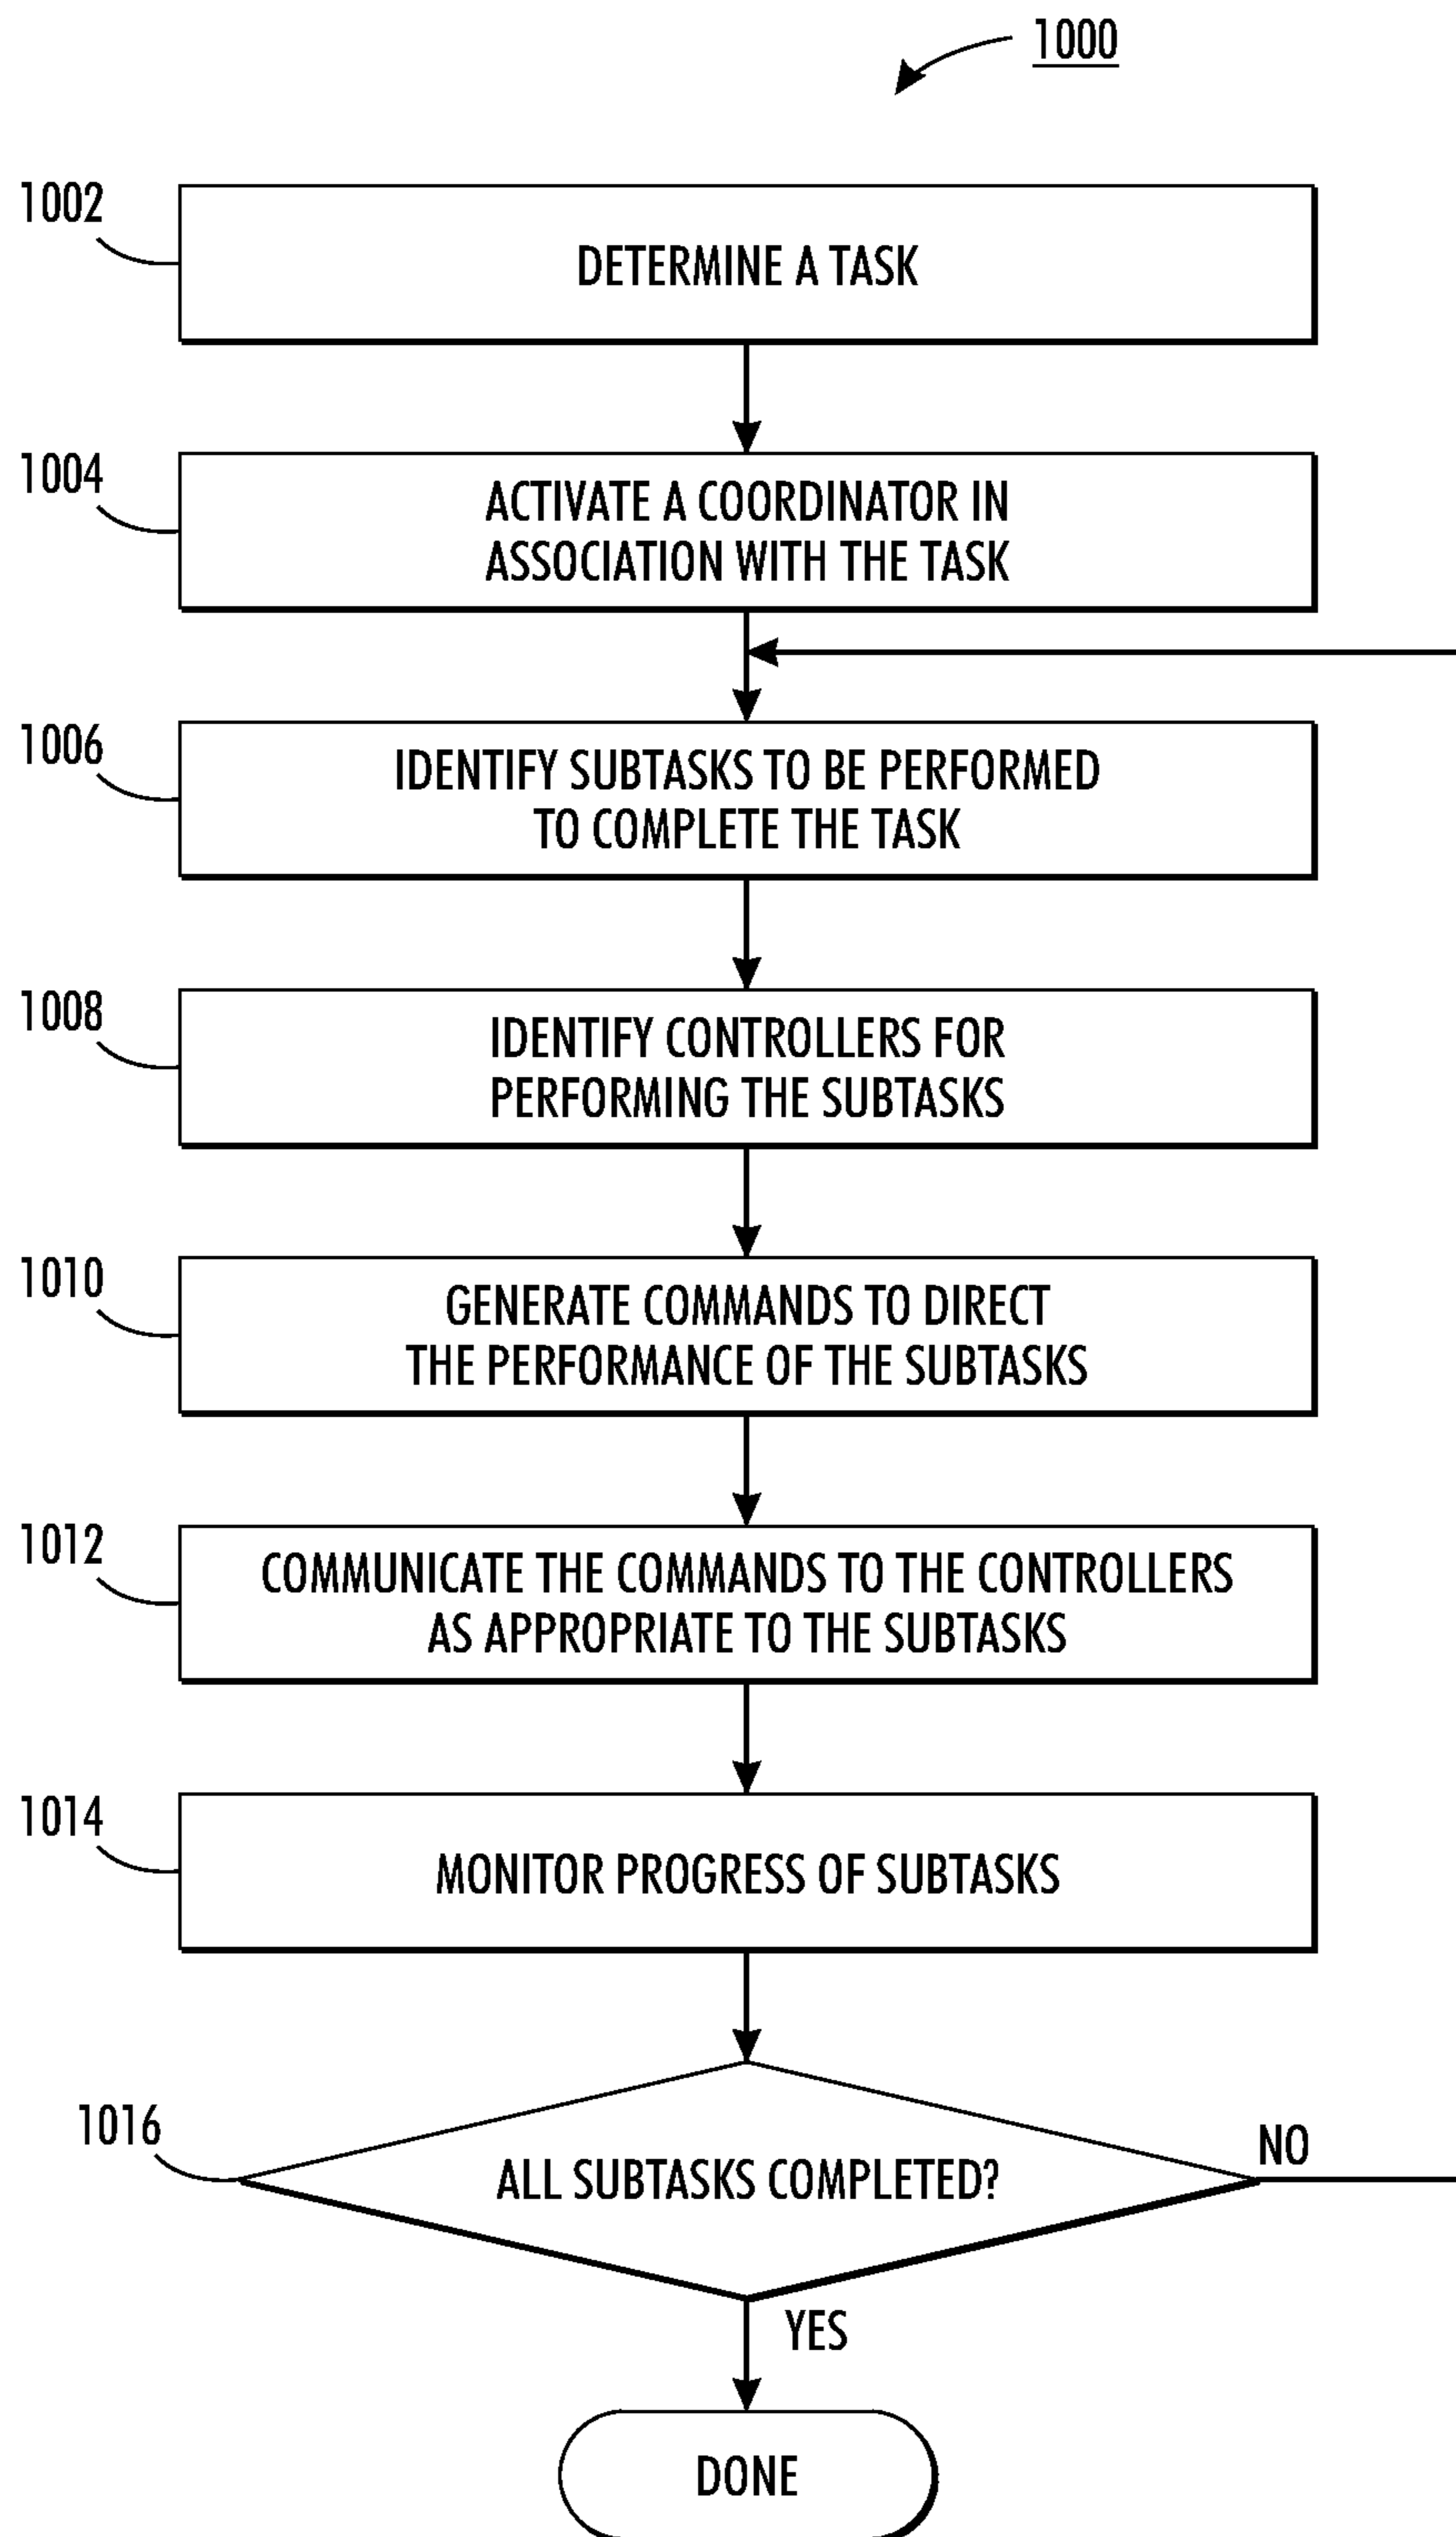 1000
1002
DETERMINE A TASK
1004
ACTIVATE A COORDINATOR IN
ASSOCIATION WITH THE TASK
1006
IDENTIFY SUBTASKS TO BE PERFORMED
TO COMPLETE THE TASK
1008
IDENTIFY CONTROLLERS FOR
PERFORMING THE SUBTASKS
1010
GENERATE COMMANDS TO DIRECT
THE PERFORMANCE OF THE SUBTASKS
1012
COMMUNICATE THE COMMANDS TO THE CONTROLLERS
AS APPROPRIATE TO THE SUBTASKS
1014
MONITOR PROGRESS OF SUBTASKS
1016
ALL SUBTASKS COMPLETED?
NO
YES
DONE